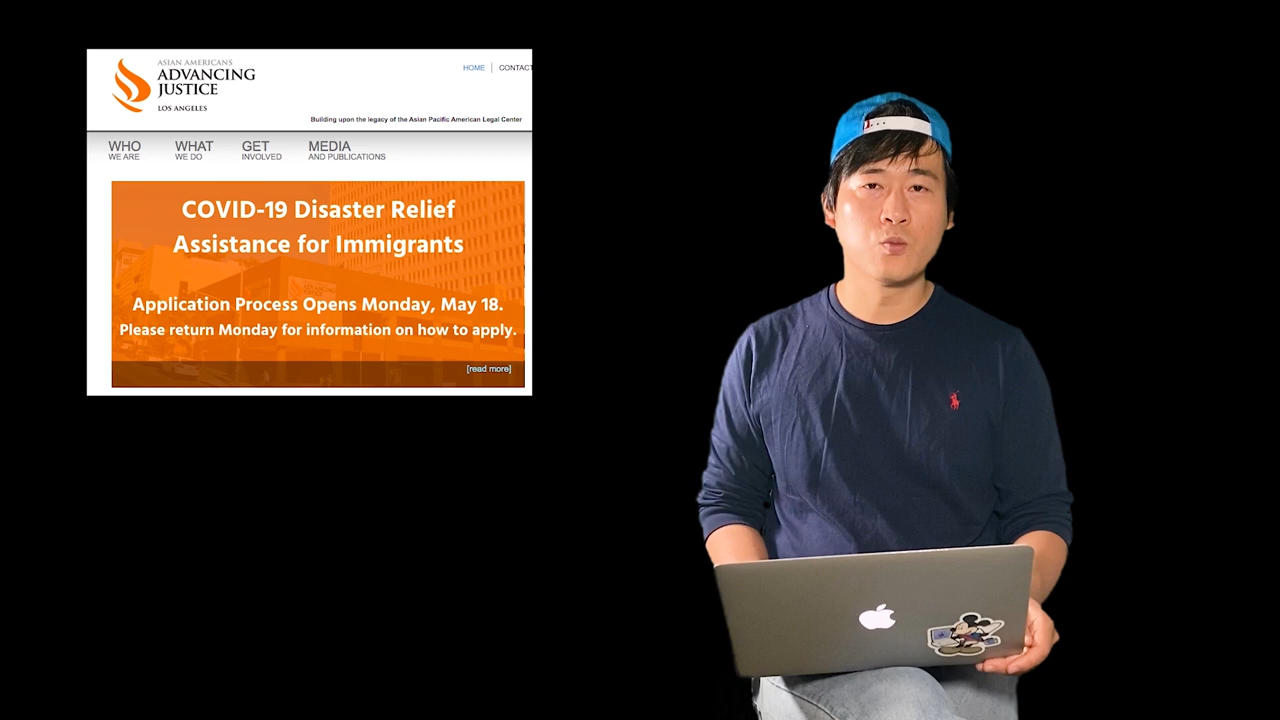 ASIAN AMERICANS
ADVANCING
JUSTICE
LOS ANGELES
HOME | CONTACT
Building upon the legacy of the Asian Pacific American Legal Center
WHO
WE ARE
WHAT
WE DO
GET
INVOLVED
MEDIA
AND PUBLICATIONS
COVID-19 Disaster Relief
Assistance for Immigrants
Application Process Opens Monday, May 18.
Please return Monday for information on how to apply.
[read more]